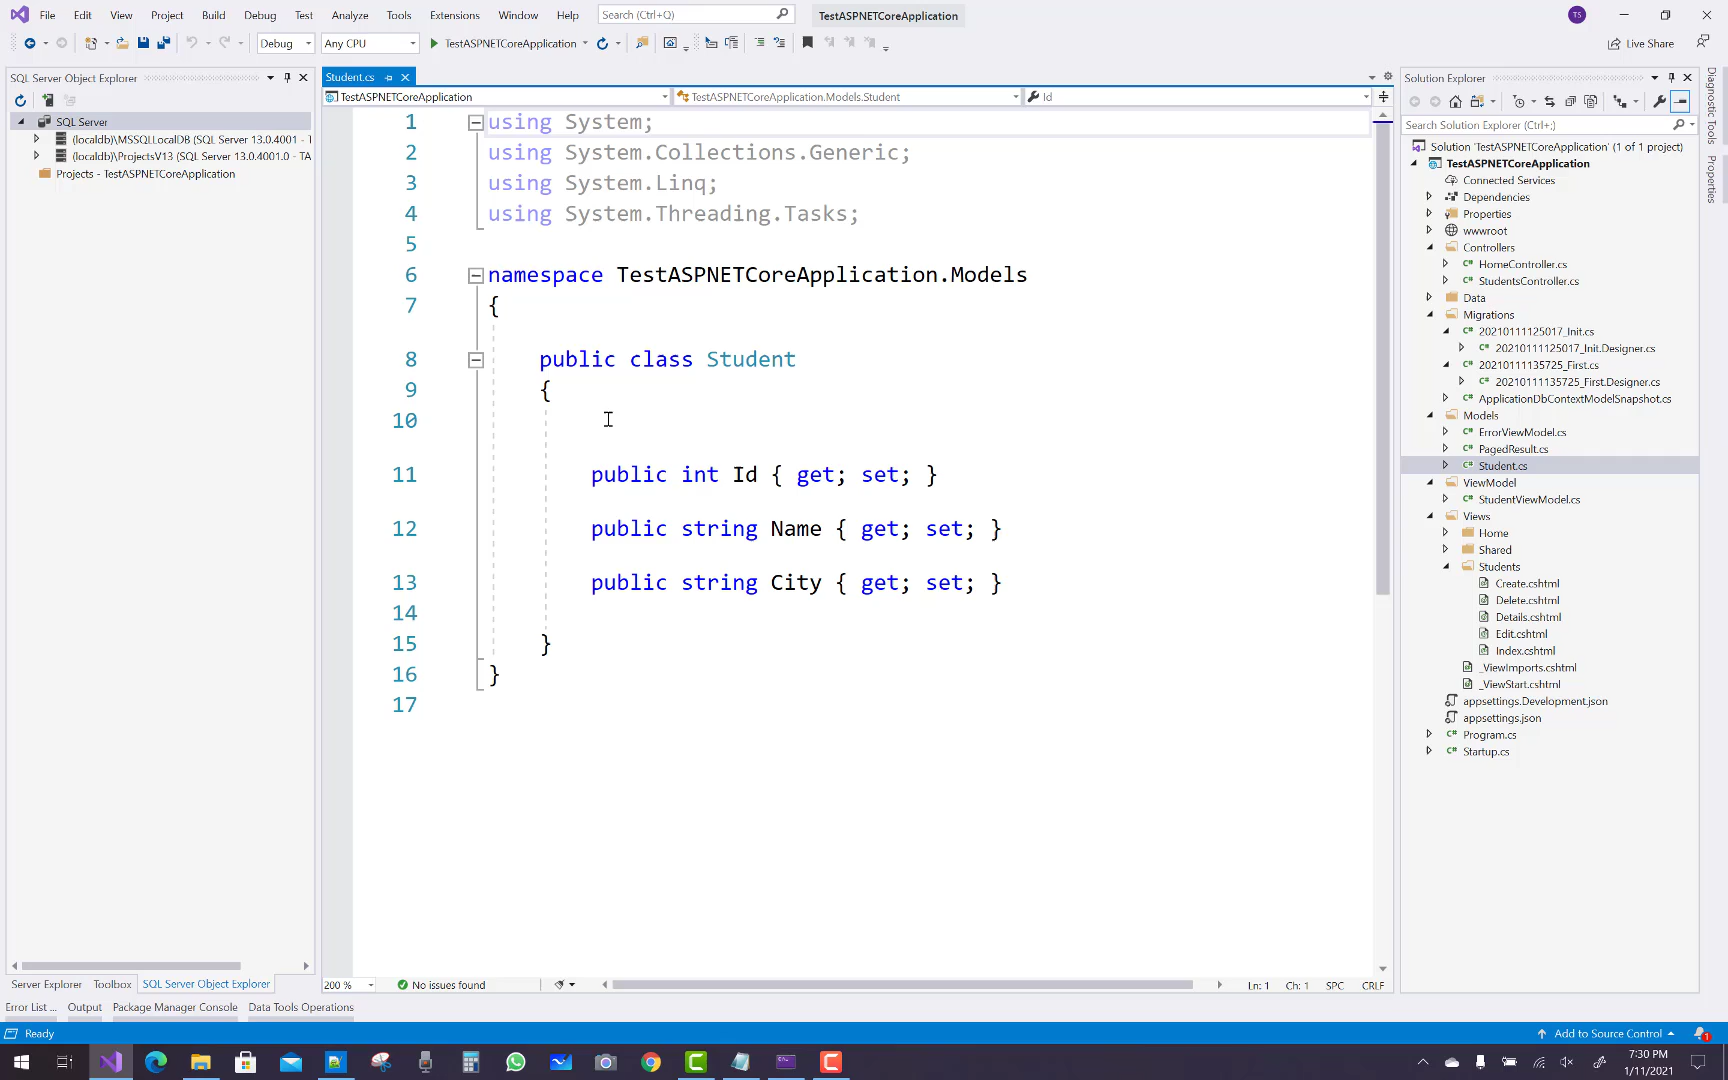 File Edit View Project Build Debug Test Analyze Tools Extensions Window Help Search (Ctrl+Q) TestASPNETCoreApplication TS
Debug Any CPU TestASPNETCoreApplication Live Share
SQL Server Object Explorer
SQL Server
(localdb)\MSSQLLocalDB (SQL Server 13.0.4001 - T
(localdb)\ProjectsV13 (SQL Server 13.0.4001.0 - TA
Projects - TestASPNETCoreApplication
Student.cs
TestASPNETCoreApplication TestASPNETCoreApplication.Models.Student Id
1 using System;
2 using System.Collections.Generic;
3 using System.Linq;
4 using System.Threading.Tasks;
5
6 namespace TestASPNETCoreApplication.Models
7 {
8 public class Student
9 {
10
11 public int Id { get; set; }
12 public string Name { get; set; }
13 public string City { get; set; }
14
15 }
16 }
17
200 % No issues found Ln: 1 Ch: 1 SPC CRLF
Solution Explorer
Search Solution Explorer (Ctrl+;)
Solution 'TestASPNETCoreApplication' (1 of 1 project)
TestASPNETCoreApplication
Connected Services
Dependencies
Properties
wwwroot
Controllers
C# HomeController.cs
C# StudentsController.cs
Data
Migrations
C# 20210111125017_Init.cs
C# 20210111125017_Init.Designer.cs
C# 20210111135725_First.cs
C# 20210111135725_First.Designer.cs
C# ApplicationDbContextModelSnapshot.cs
Models
C# ErrorViewModel.cs
C# PagedResult.cs
C# Student.cs
ViewModel
C# StudentViewModel.cs
Views
Home
Shared
Students
Create.cshtml
Delete.cshtml
Details.cshtml
Edit.cshtml
Index.cshtml
_ViewImports.cshtml
_ViewStart.cshtml
appsettings.Development.json
appsettings.json
C# Program.cs
C# Startup.cs
Diagnostic Tools
Properties
Server Explorer Toolbox SQL Server Object Explorer
Error List ... Output Package Manager Console Data Tools Operations
Ready Add to Source Control 1
7:30 PM
1/11/2021